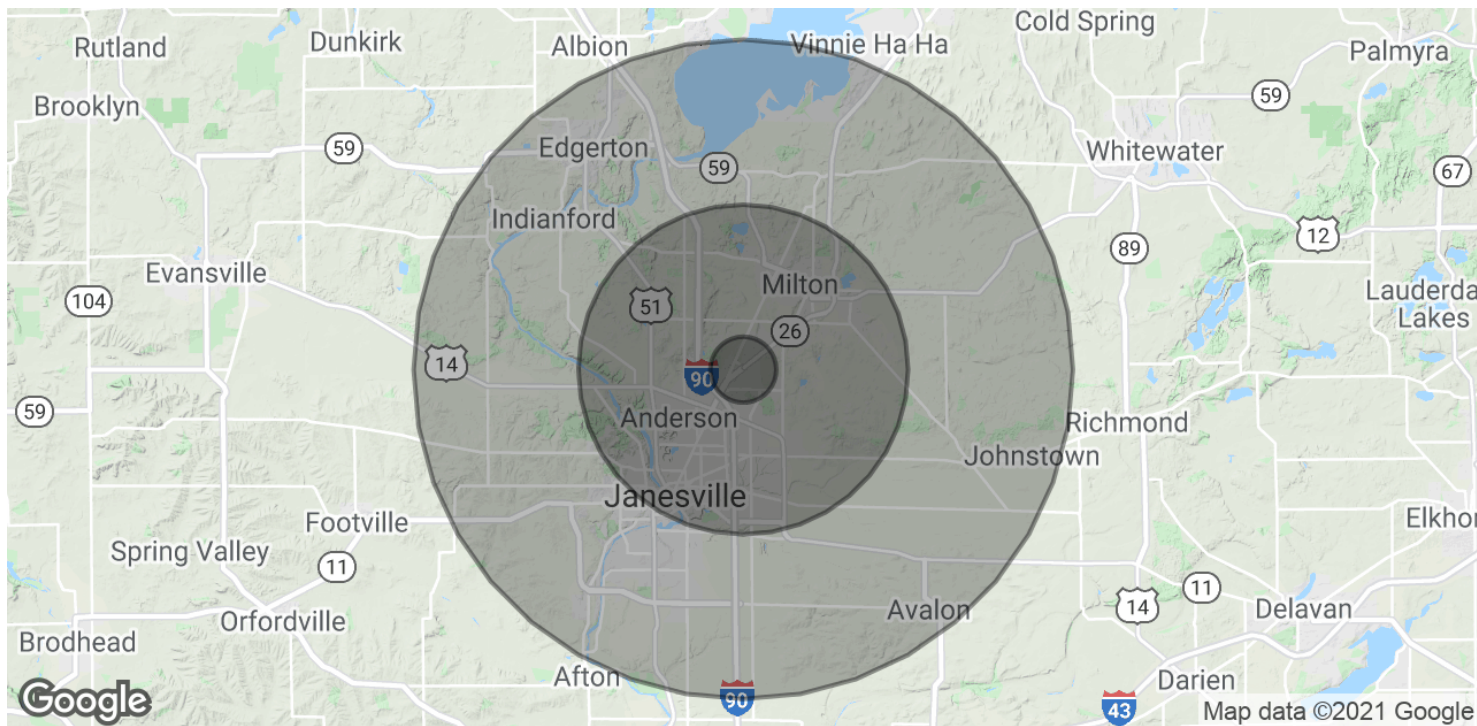 Cold Spring
Rutland
Dunkirk
Albion
Vinnie Ha Ha
Palmyra
Brooklyn
59
59
Edgerton
59
Whitewater
67
Indianford
12
89
Evansville
Milton
104
51
Lauderda
Lakes
26
14
90
59
Anderson
Richmond
Johnstown
Janesville
Footville
Elkhor
Spring Valley
11
11
14
Avalon
Delavan
Orfordville
Brodhead
Afton
Darien
90
43
Google
Map data ©2021 Google